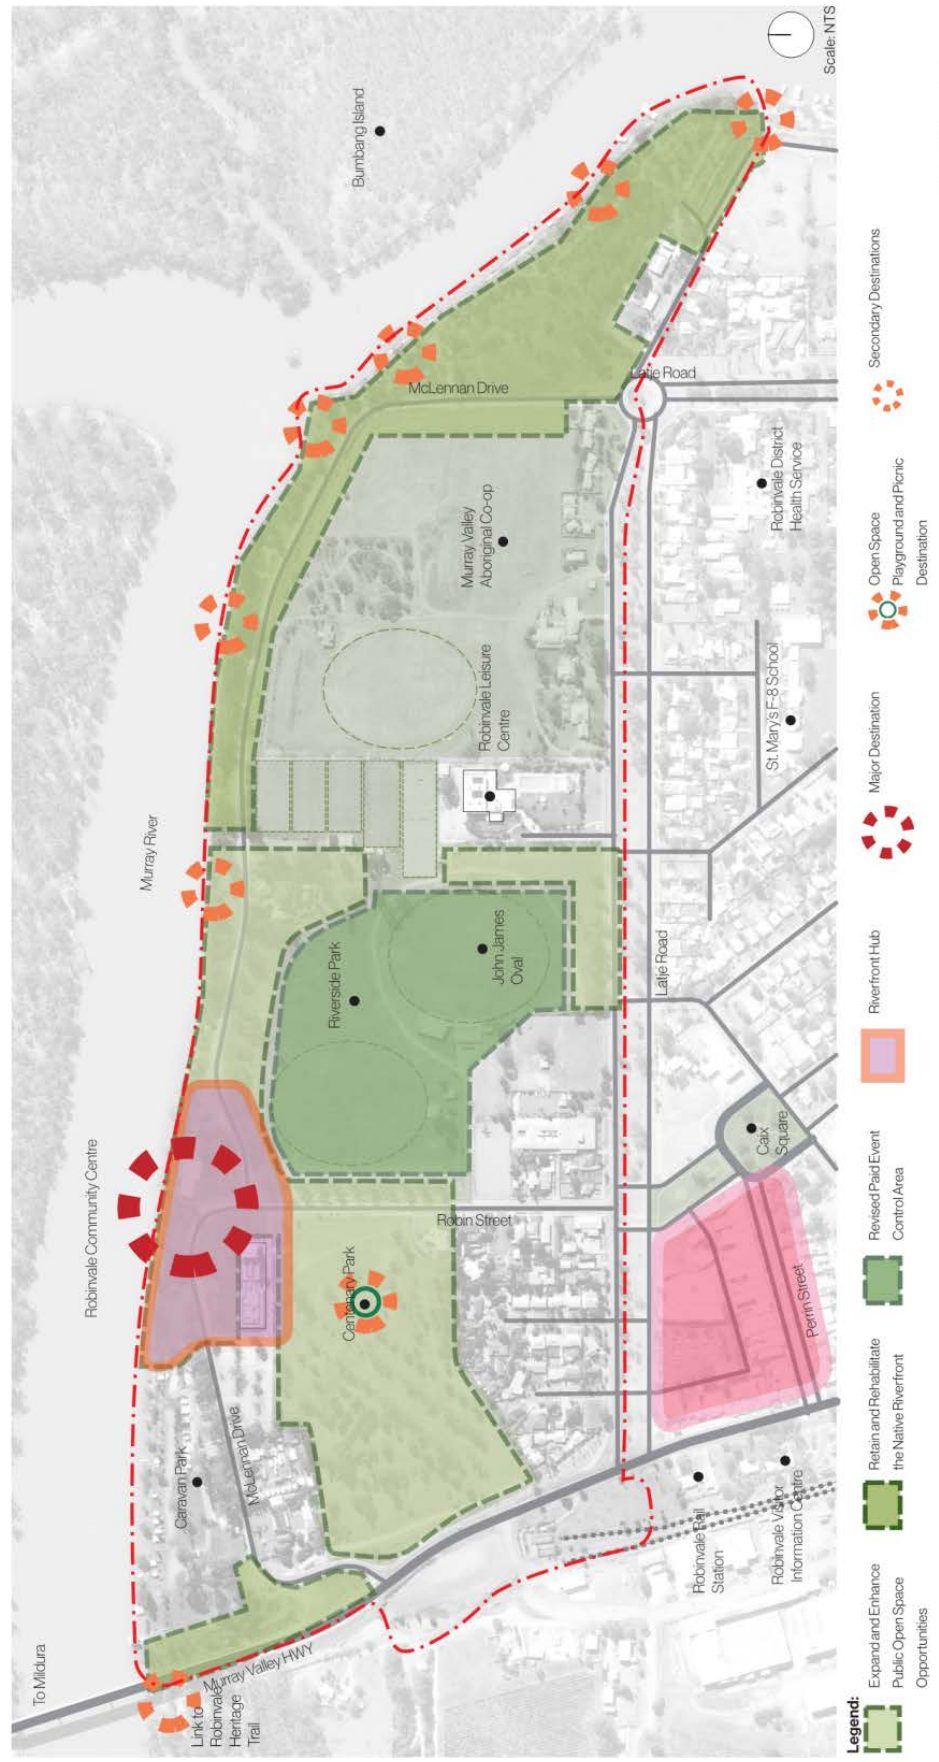 To Mildura
Link to
Robinvale
Heritage
Trail
Murray Valley HWY
Caravan Park
McLennan Drive
Robinvale Community Centre
Murray River
Bumbang Island
Centenary Park
Riverside Park
John James
Oval
Robin Street
Robinvale Leisure
Centre
Murray Valley
Aboriginal Co-op
McLennan Drive
Latje Road
Latje Road
Robinvale Rail
Station
Robinvale Visitor
Information Centre
Perrin Street
Caix
Square
St. Mary's F-8 School
Robinvale District
Health Service
Scale: NTS
Legend:
Expand and Enhance
Public Open Space
Opportunities
Retain and Rehabilitate
the Native Riverfront
Revised Paid Event
Control Area
Riverfront Hub
Major Destination
Open Space
Playground and Picnic
Destination
Secondary Destinations